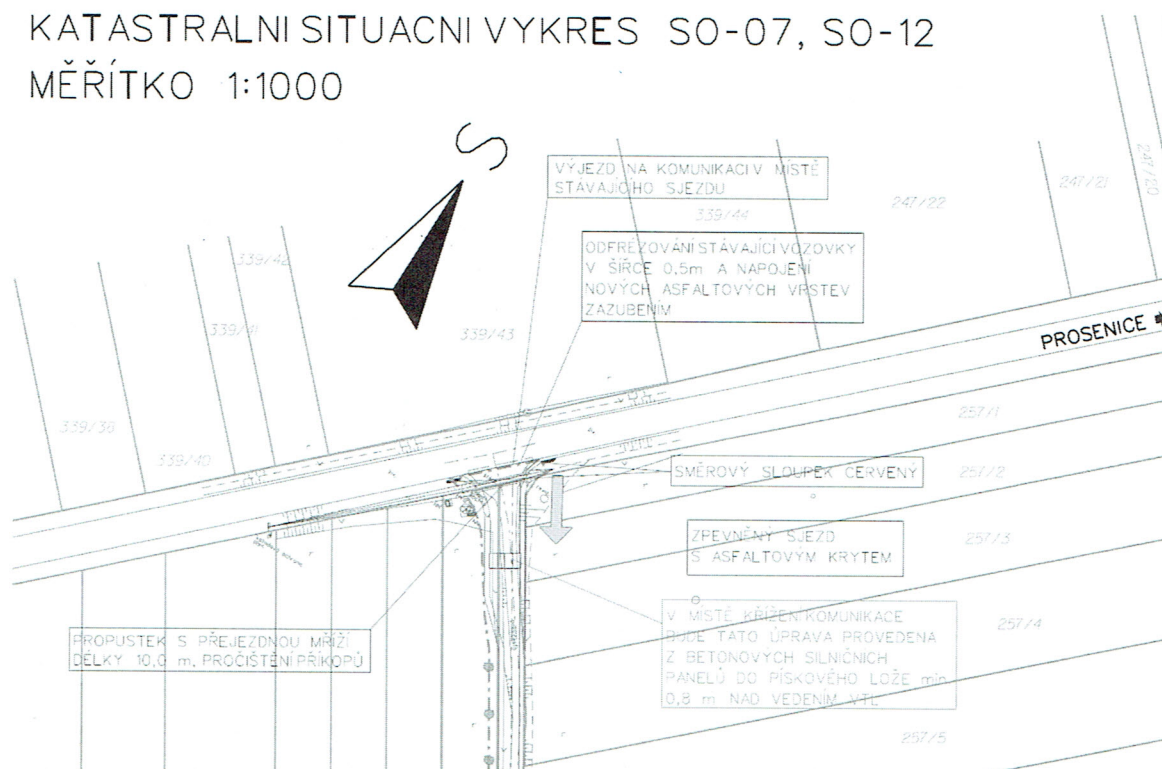 KATASTRALNI SITUACNI VYKRES SO-07, SO-12
MĚŘÍTKO 1:1000
S
VÝJEZD NA KOMUNIKACI V MÍSTĚ
STÁVAJÍCÍHO SJEZDU
339/44
247/22
247/21
247/20
ODFRÉZOVÁNÍ STÁVAJÍCÍ VOZOVKY
V ŠÍŘCE 0,5m A NAPOJENÍ
NOVÝCH ASFALTOVÝCH VRSTEV
ZAZUBENÍM
339/42
339/41
339/43
PROSENICE
339/36
339/40
257/1
SMĚROVÝ SLOUPEK ČERVENÝ
257/2
ZPEVNĚNÝ SJEZD
S ASFALTOVÝM KRYTEM
257/3
PROPUSTEK S PŘEJEZDNOU MŘÍŽÍ
DÉLKY 10,0 m, PROČIŠTĚNÍ PŘÍKOPŮ
V MÍSTĚ KŘÍŽENÍ KOMUNIKACE
BUDE TATO ÚPRAVA PROVEDENA
Z BETONOVÝCH SILNIČNÍCH
PANELŮ DO PÍSKOVÉHO LOŽE min
0,8 m NAD VEDENÍM VTL
257/4
257/5